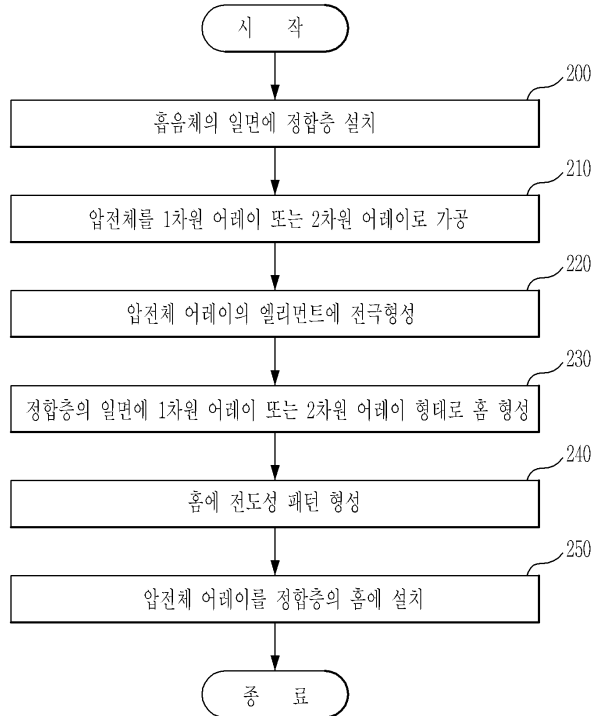 시 작
200
흡음체의 일면에 정합층 설치
210
압전체를 1차원 어레이 또는 2차원 어레이로 가공
220
압전체 어레이의 엘리먼트에 전극형성
230
정합층의 일면에 1차원 어레이 또는 2차원 어레이 형태로 홈 형성
240
홈에 전도성 패턴 형성
250
압전체 어레이를 정합층의 홈에 설치
종 료